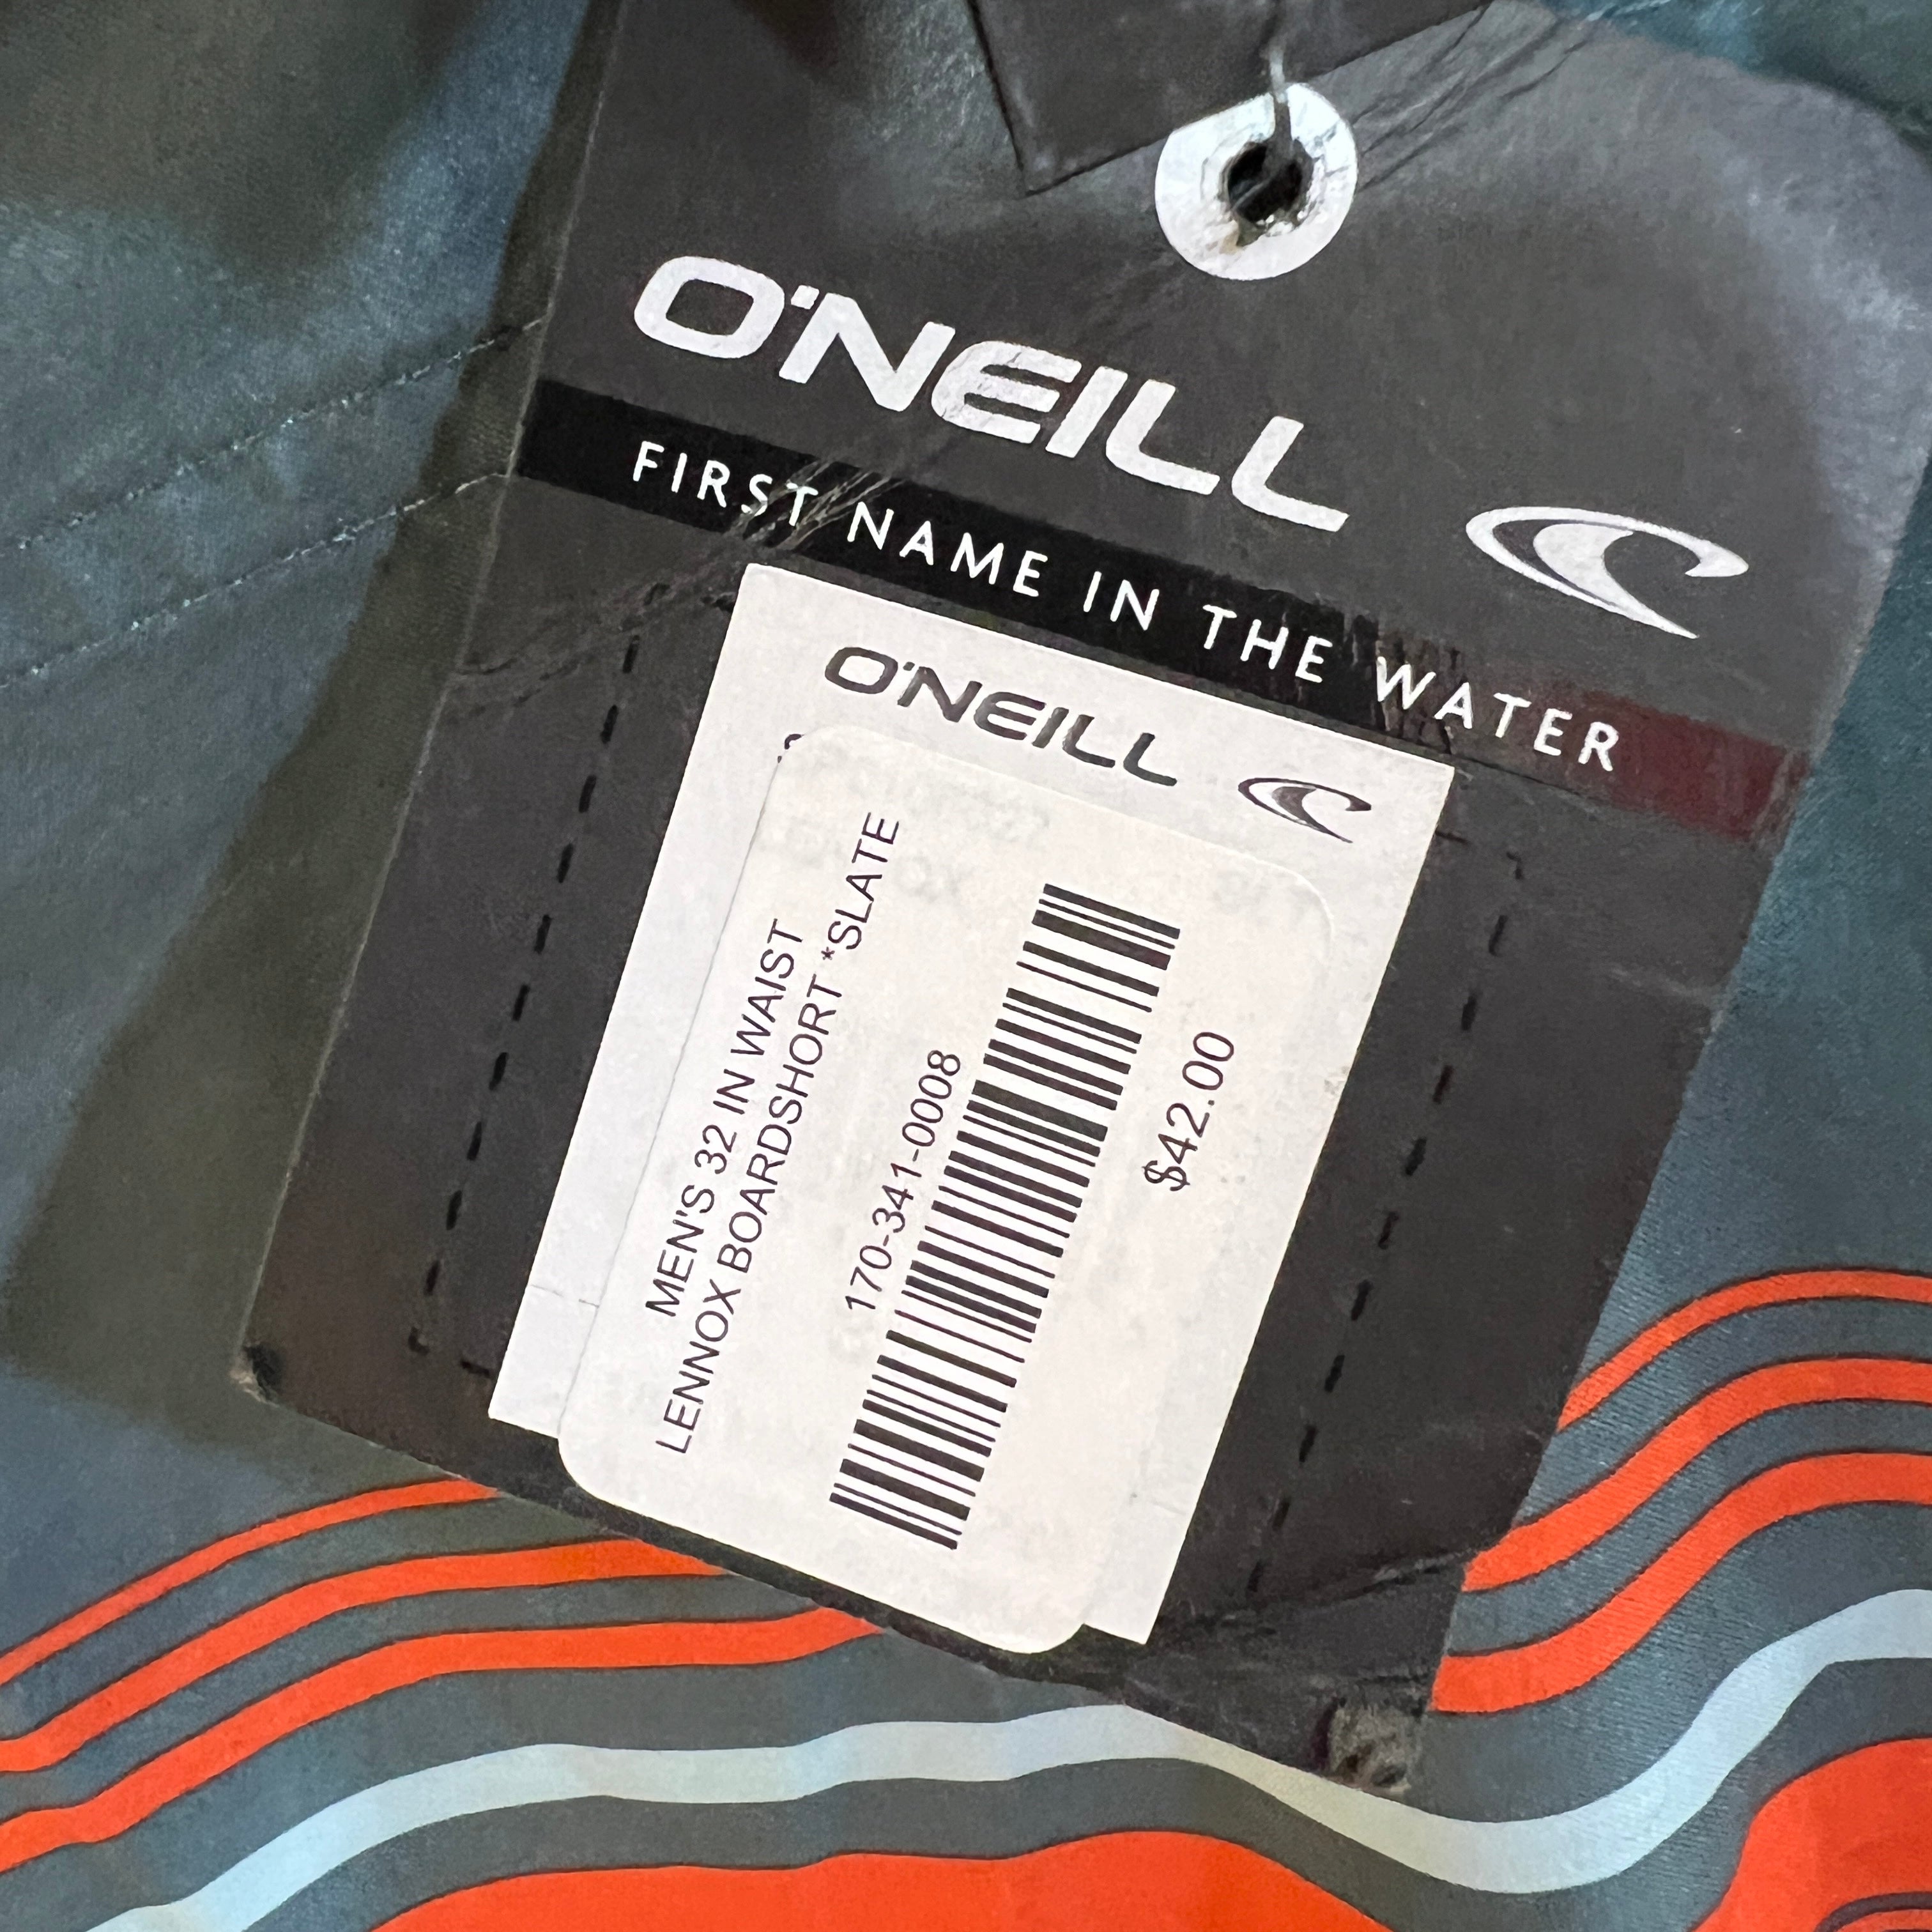 O'NEILL
FIRST NAME IN THE WATER
O'NEILL
MEN'S 32 IN WAIST
LENNOX BOARDSHORT *SLATE
170-341-0008
$42.00